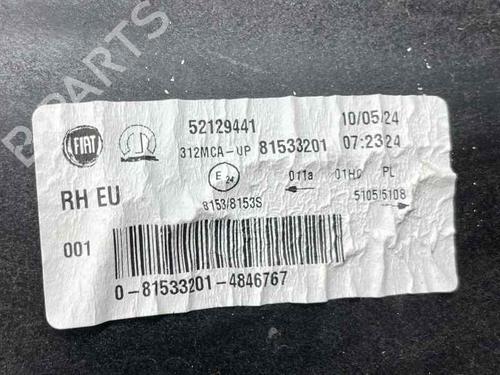 B-PARTS
FIAT
52129441
10/05/24
312MCA-UP 81533201 07:23 24
RH EU
E 24
011a 01HC PL
8153/8153S
5105/5108
001
0-81533201-4846767